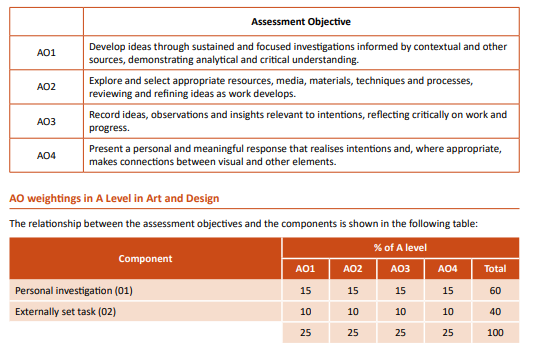 Assessment Objective
AO1
Develop ideas through sustained and focused investigations informed by contextual and other
sources, demonstrating analytical and critical understanding.
AO2
Explore and select appropriate resources, media, materials, techniques and processes,
reviewing and refining ideas as work develops.
AO3
Record ideas, observations and insights relevant to intentions, reflecting critically on work and
progress.
AO4
Present a personal and meaningful response that realises intentions and, where appropriate,
makes connections between visual and other elements.
AO weightings in A Level in Art and Design
The relationship between the assessment objectives and the components is shown in the following table:
Component
% of A level
AO1 AO2 AO3 AO4 Total
Personal investigation (01) 15 15 15 15 60
Externally set task (02) 10 10 10 10 40
25 25 25 25 100